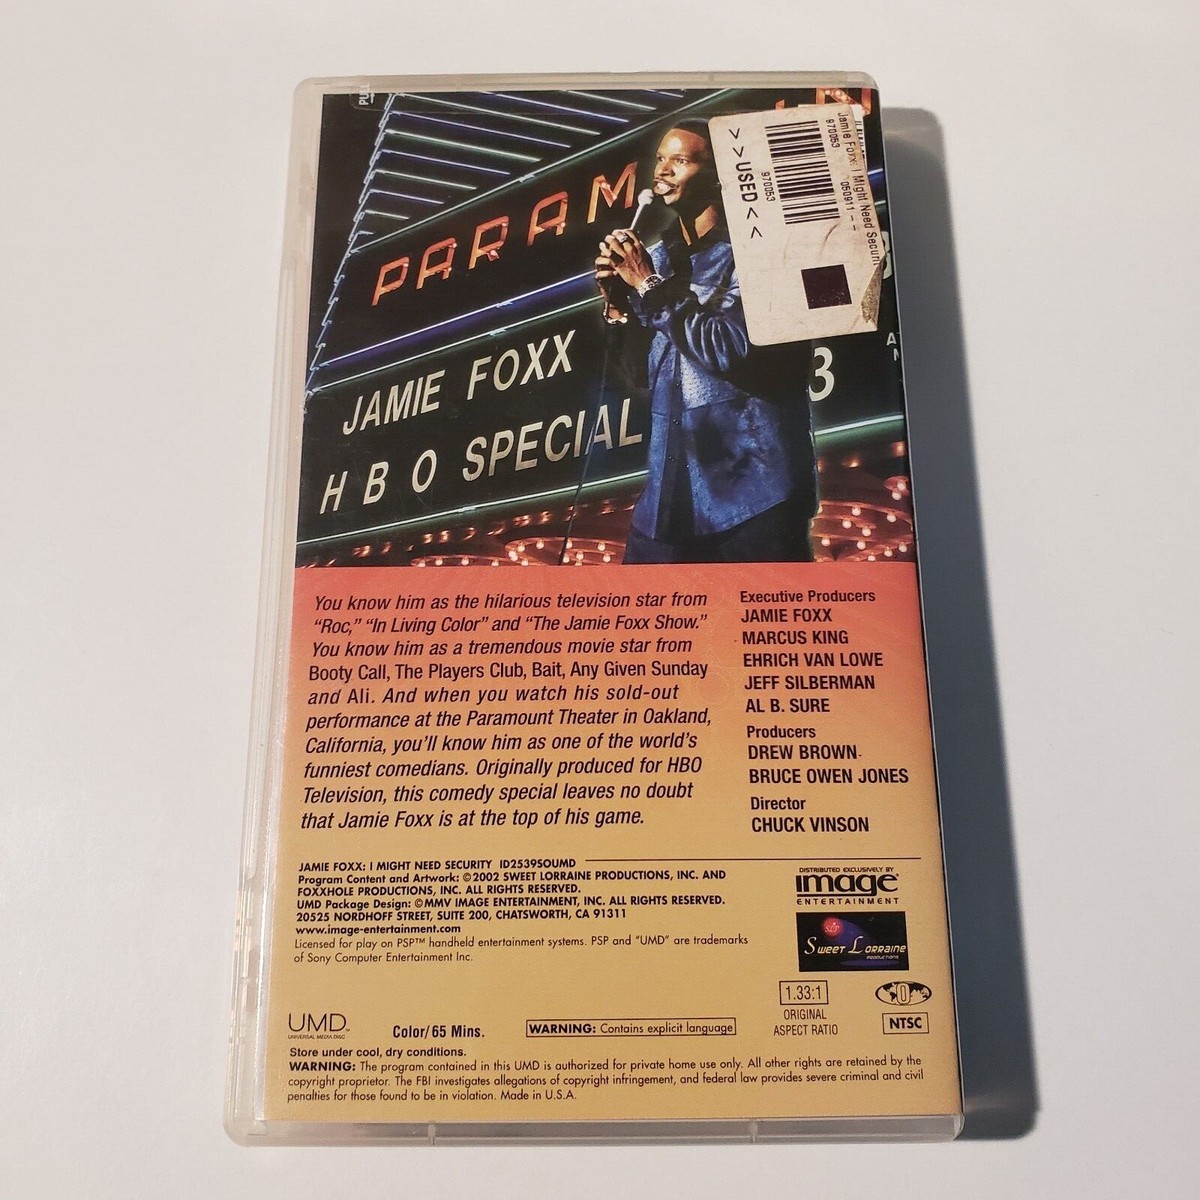 PULL
PARAM
JAMIE FOXX
HBO SPECIAL
3
>>USED<<
970053
970053
050911
Jamie Foxx: I Might Need Securit
You know him as the hilarious television star from
“Roc,” “In Living Color” and “The Jamie Foxx Show.”
You know him as a tremendous movie star from
Booty Call, The Players Club, Bait, Any Given Sunday
and Ali. And when you watch his sold-out
performance at the Paramount Theater in Oakland,
California, you’ll know him as one of the world’s
funniest comedians. Originally produced for HBO
Television, this comedy special leaves no doubt
that Jamie Foxx is at the top of his game.
Executive Producers
JAMIE FOXX
MARCUS KING
EHRICH VAN LOWE
JEFF SILBERMAN
AL B. SURE
Producers
DREW BROWN
BRUCE OWEN JONES
Director
CHUCK VINSON
JAMIE FOXX: I MIGHT NEED SECURITY ID2539SOUMD
Program Content and Artwork: ©2002 SWEET LORRAINE PRODUCTIONS, INC. AND
FOXXHOLE PRODUCTIONS, INC. ALL RIGHTS RESERVED.
UMD Package Design: ©MMV IMAGE ENTERTAINMENT, INC. ALL RIGHTS RESERVED.
20525 NORDHOFF STREET, SUITE 200, CHATSWORTH, CA 91311
www.image-entertainment.com
Licensed for play on PSP™ handheld entertainment systems. PSP and “UMD” are trademarks
of Sony Computer Entertainment Inc.
DISTRIBUTED EXCLUSIVELY BY
image
ENTERTAINMENT
slp
SWEET LORRAINE
PRODUCTIONS
1.33:1
ORIGINAL
ASPECT RATIO
0
NTSC
UMD™
UNIVERSAL MEDIA DISC
Color/65 Mins.
WARNING: Contains explicit language
Store under cool, dry conditions.
WARNING: The program contained in this UMD is authorized for private home use only. All other rights are retained by the
copyright proprietor. The FBI investigates allegations of copyright infringement, and federal law provides severe criminal and civil
penalties for those found to be in violation. Made in U.S.A.